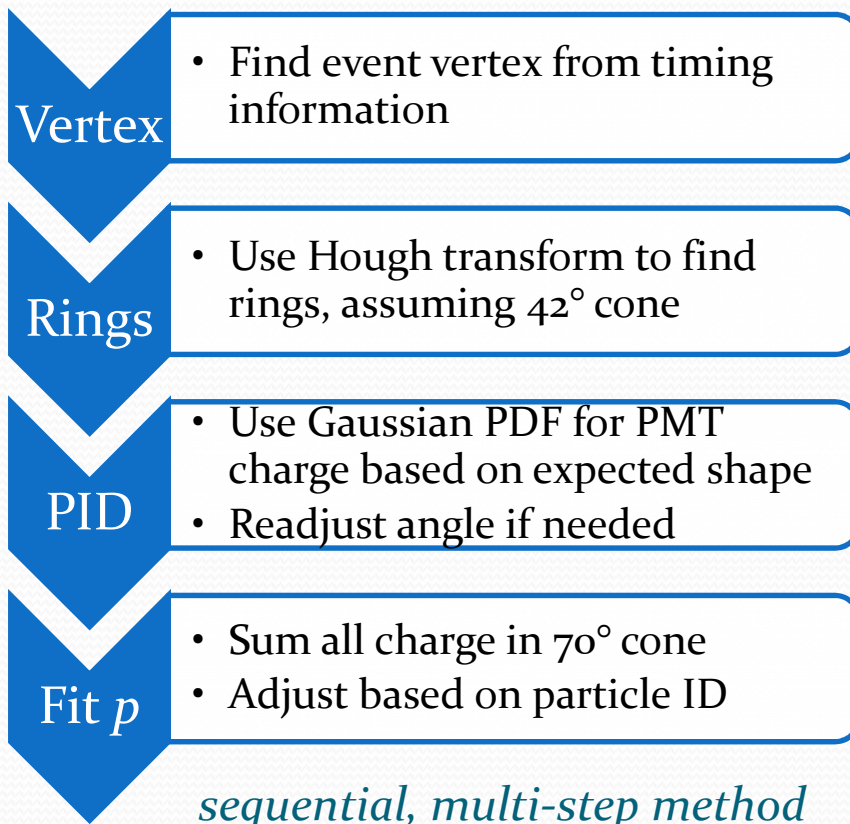 Vertex
• Find event vertex from timing
information
Rings
• Use Hough transform to find
rings, assuming 42° cone
PID
• Use Gaussian PDF for PMT
charge based on expected shape
• Readjust angle if needed
Fit p
• Sum all charge in 70° cone
• Adjust based on particle ID
sequential, multi-step method